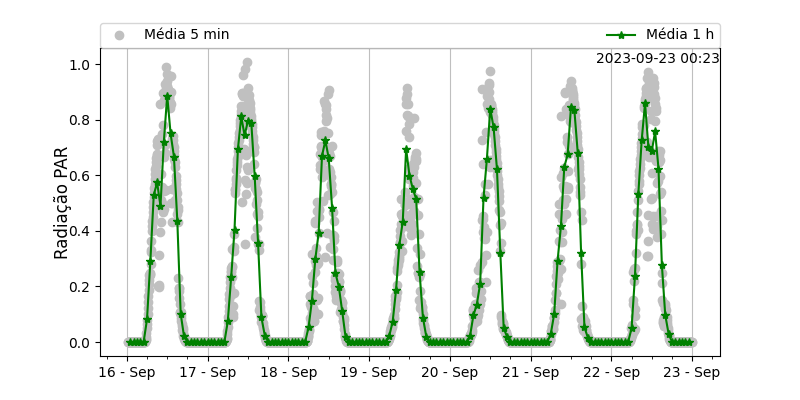 Média 5 min
Média 1 h
2023-09-23 00:23
Radiação PAR
1.0
0.8
0.6
0.4
0.2
0.0
16 - Sep
17 - Sep
18 - Sep
19 - Sep
20 - Sep
21 - Sep
22 - Sep
23 - Sep